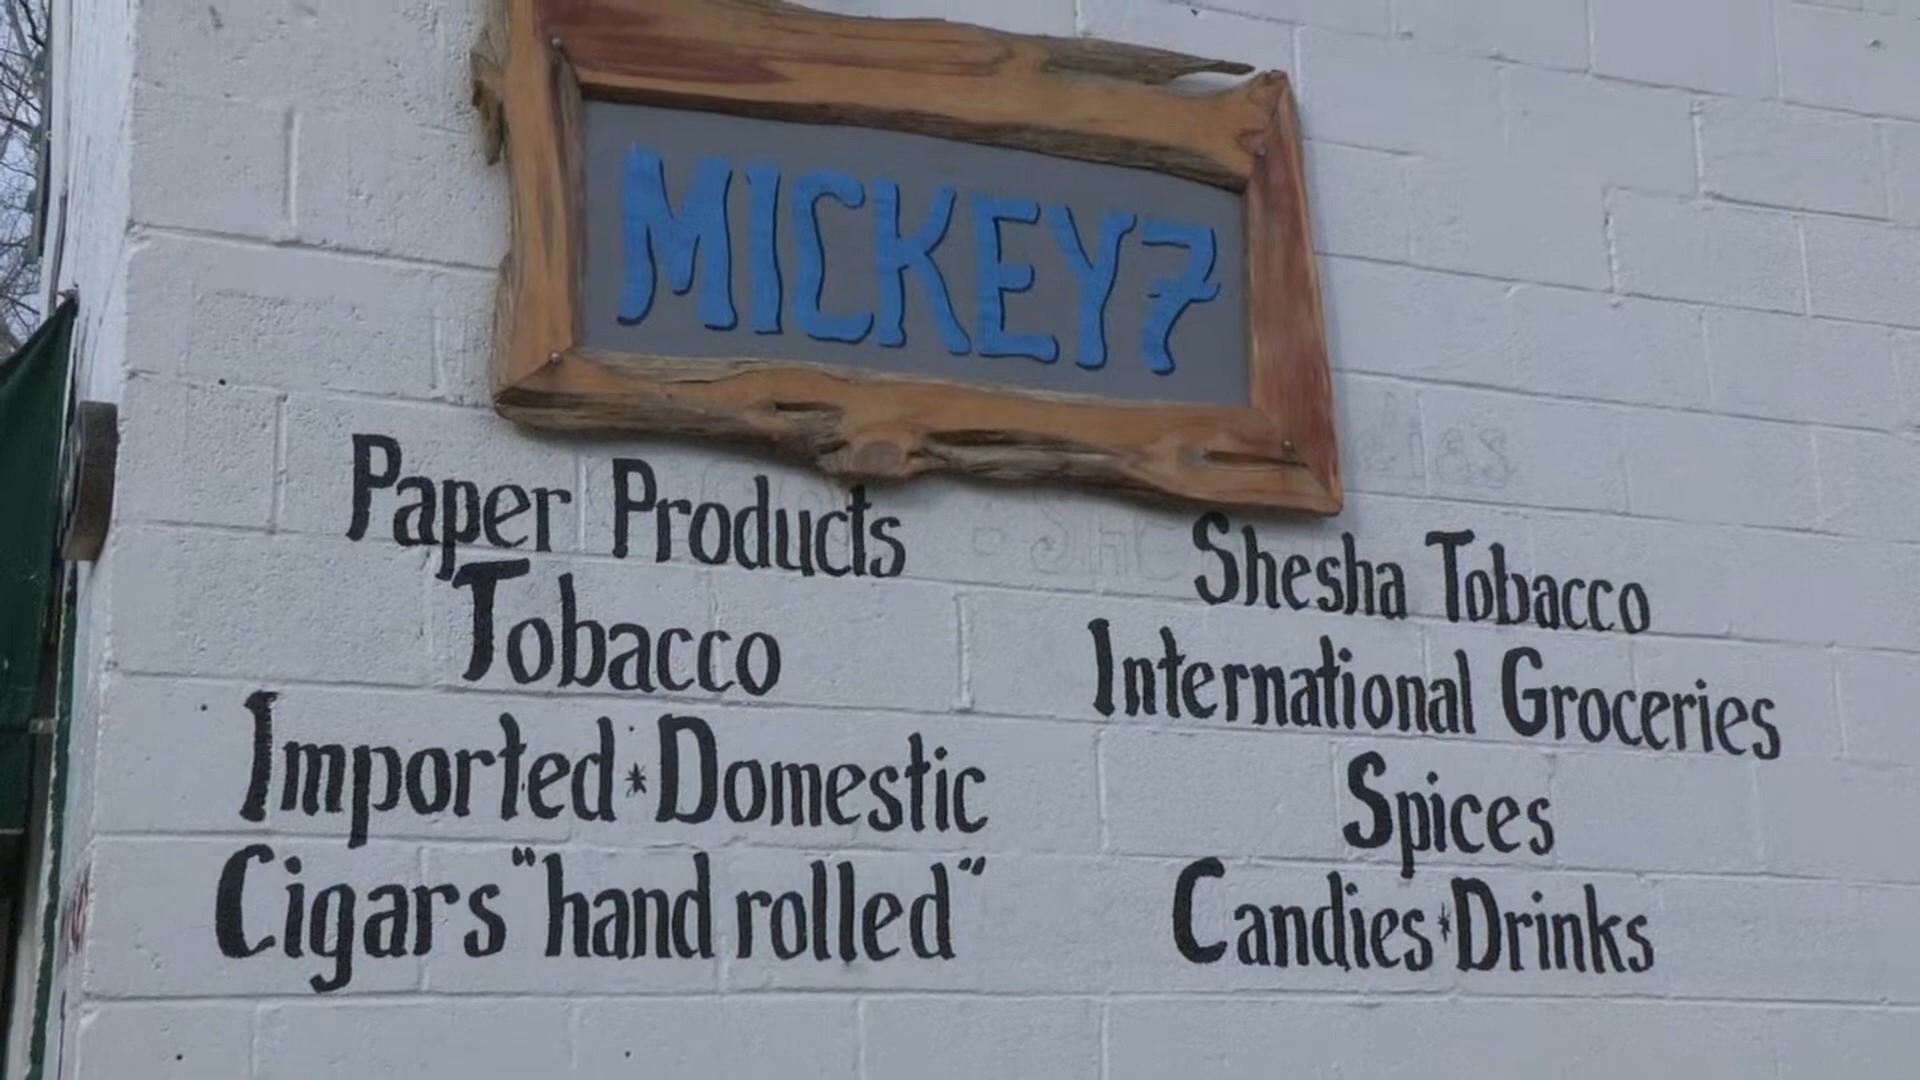 MICKEY7
Paper Products
Tobacco
Imported * Domestic
Cigars "hand rolled"
Shesha Tobacco
International Groceries
Spices
Candies * Drinks